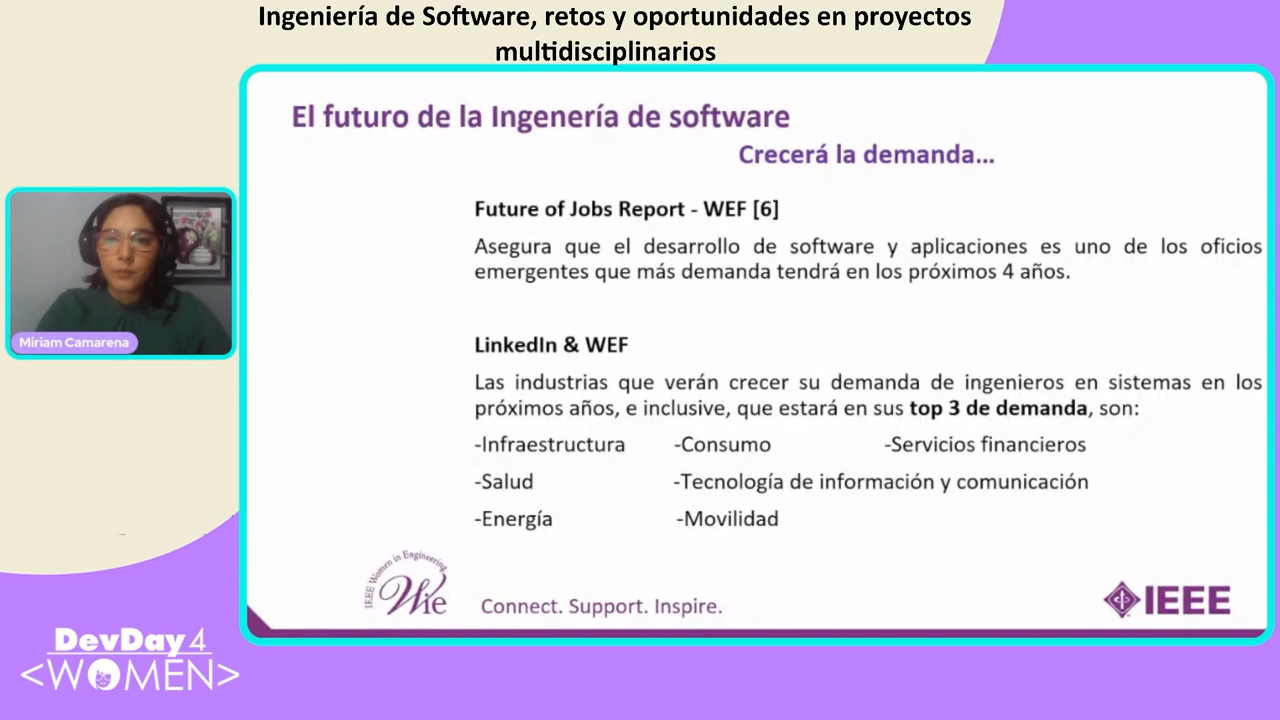 Ingeniería de Software, retos y oportunidades en proyectos
multidisciplinarios
El futuro de la Ingenería de software
Crecerá la demanda...
Future of Jobs Report - WEF [6]
Asegura que el desarrollo de software y aplicaciones es uno de los oficios
emergentes que más demanda tendrá en los próximos 4 años.
LinkedIn & WEF
Las industrias que verán crecer su demanda de ingenieros en sistemas en los
próximos años, e inclusive, que estará en sus top 3 de demanda, son:
-Infraestructura -Consumo -Servicios financieros
-Salud -Tecnología de información y comunicación
-Energía -Movilidad
Miriam Camarena
IEEE Women in Engineering
WIE
Connect. Support. Inspire.
IEEE
DevDay 4
<WOMEN>